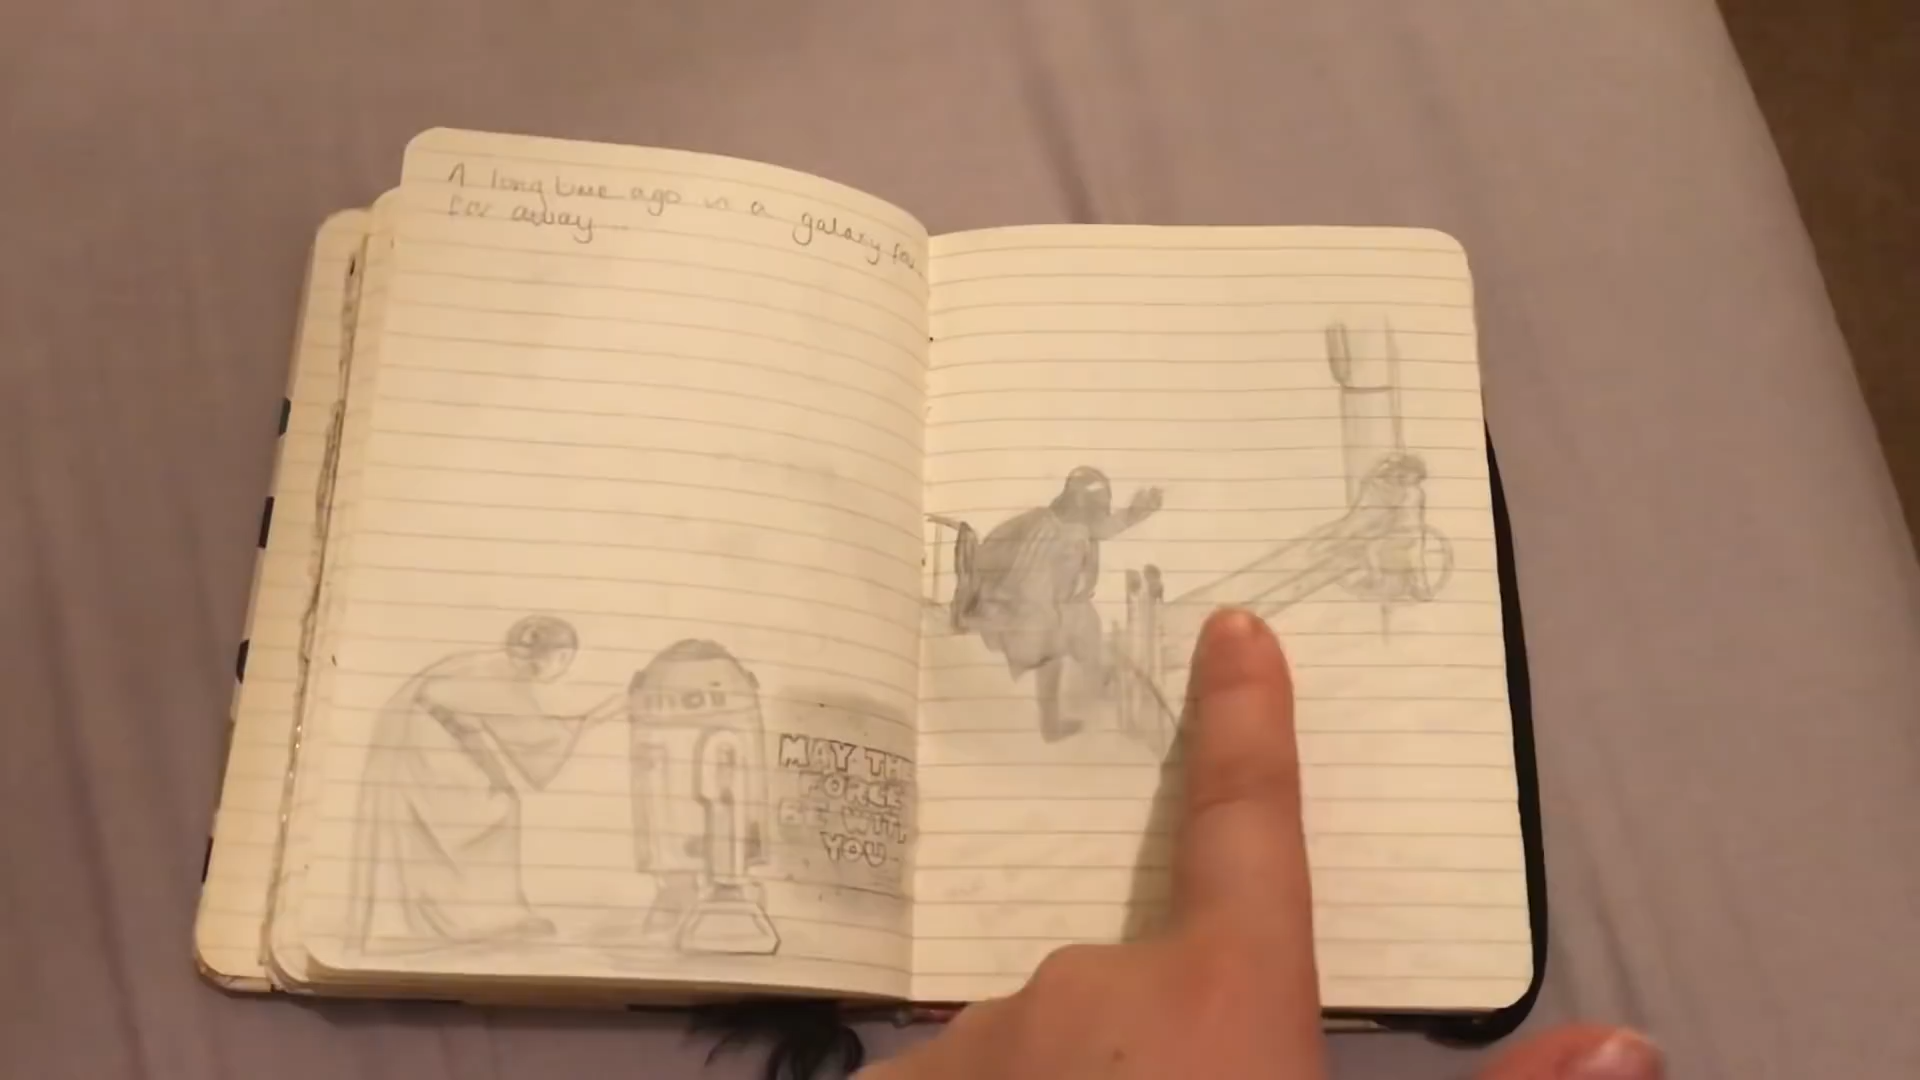 A long time ago in a galaxy far
far away...
MAY THE
FORCE
BE WITH
YOU